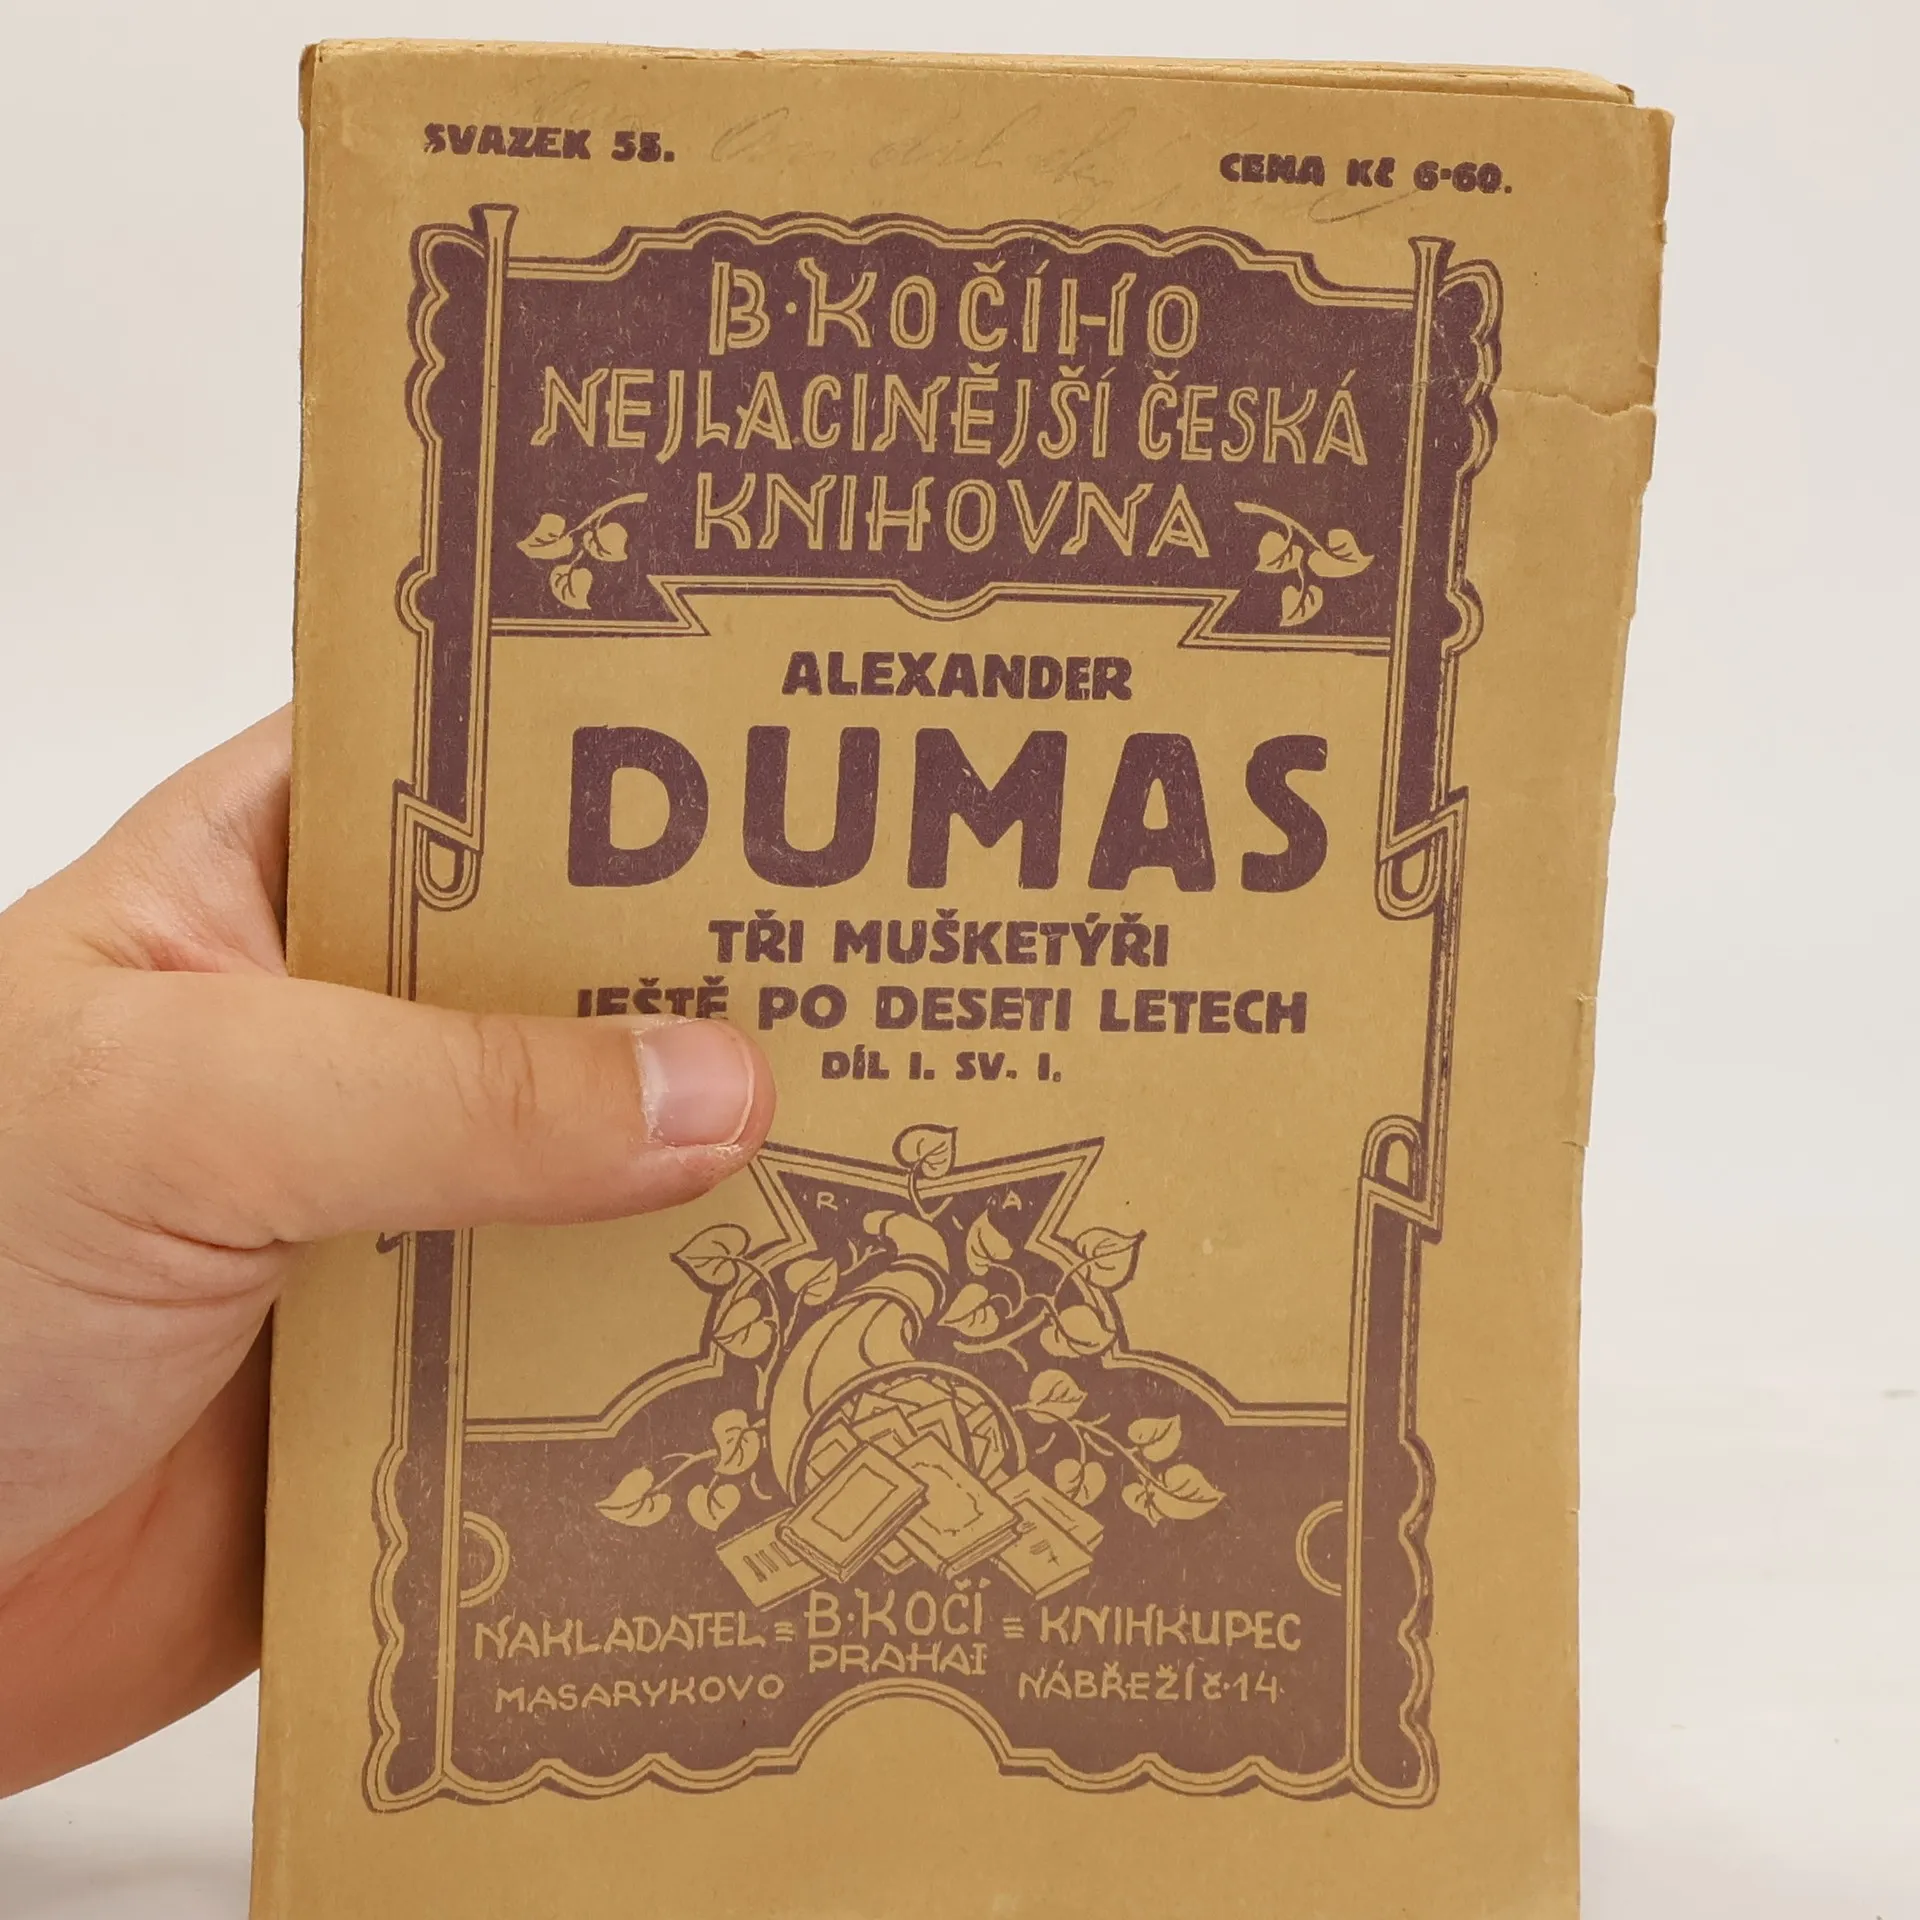 SVAZEK 55.
CENA KČ 6·60.
B·KOČÍHO
NEJLACINĚJŠÍ ČESKÁ
KNIHOVNA
ALEXANDER
DUMAS
TŘI MUŠKETÝŘI
JEŠTĚ PO DESETI LETECH
DÍL I. SV. I.
R A
NAKLADATEL = B·KOČÍ = KNIHKUPEC
PRAHA I
MASARYKOVO NÁBŘEŽÍ č·14·